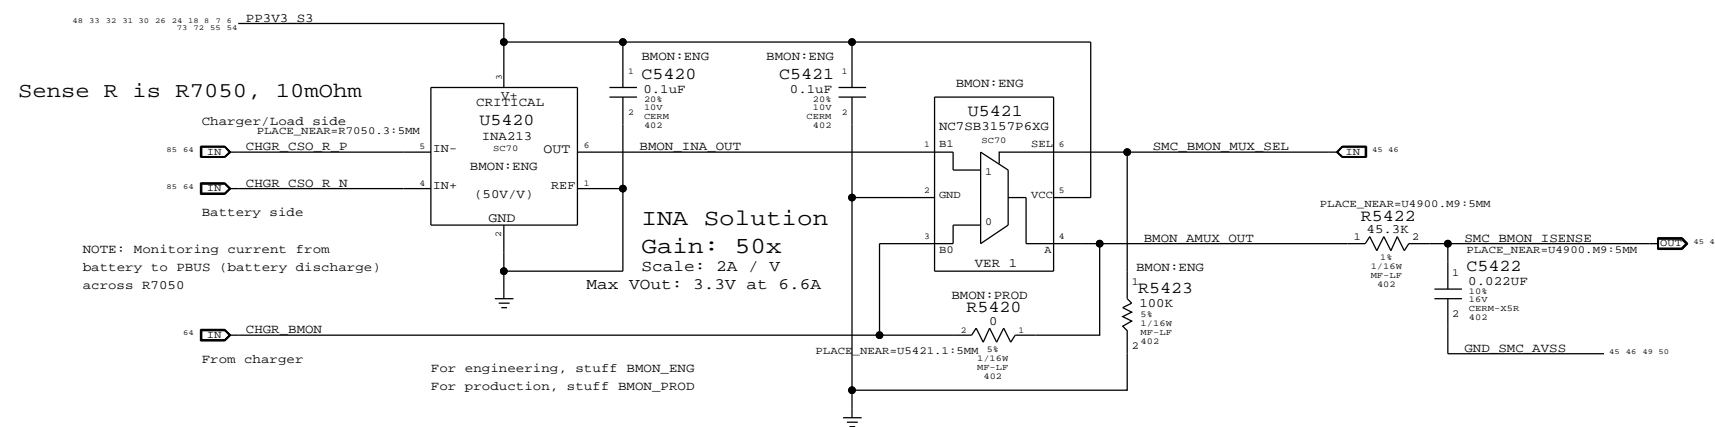 48 33 32 31 30 26 24 18 8 7 6
73 72 55 54
PP3V3_S3
Sense R is R7050, 10mOhm
Charger/Load side
PLACE_NEAR=R7050.3:5MM
85 64 IN CHGR_CSO_R_P
85 64 IN CHGR_CSO_R_N
Battery side
NOTE: Monitoring current from
battery to PBUS (battery discharge)
across R7050
64 IN CHGR_BMON
From charger
3
V+
CRITICAL
U5420
INA213
SC70
5 IN- OUT 6
BMON:ENG
4 IN+ REF 1
(50V/V)
GND
2
BMON_INA_OUT
BMON:ENG
1 C5420
0.1uF
20%
10V
2 CERM
402
BMON:ENG
C5421 1
0.1uF
20%
10V
CERM 2
402
INA Solution
Gain: 50x
Scale: 2A / V
Max VOut: 3.3V at 6.6A
For engineering, stuff BMON_ENG
For production, stuff BMON_PROD
BMON:ENG
U5421
NC7SB3157P6XG
SC70
1 B1 SEL 6
1
2 GND VCC 5
0
3 B0 A 4
VER 1
BMON:PROD
R5420
0
2 1
PLACE_NEAR=U5421.1:5MM
5%
1/16W
MF-LF
402
SMC_BMON_MUX_SEL IN 45 46
BMON_AMUX_OUT
BMON:ENG
1 R5423
100K
5%
1/16W
MF-LF
2 402
PLACE_NEAR=U4900.M9:5MM
R5422
45.3K
1 2
1%
1/16W
MF-LF
402
SMC_BMON_ISENSE OUT 45 4
PLACE_NEAR=U4900.M9:5MM
1 C5422
0.022UF
10%
16V
2 CERM-X5R
402
GND_SMC_AVSS 45 46 49 50